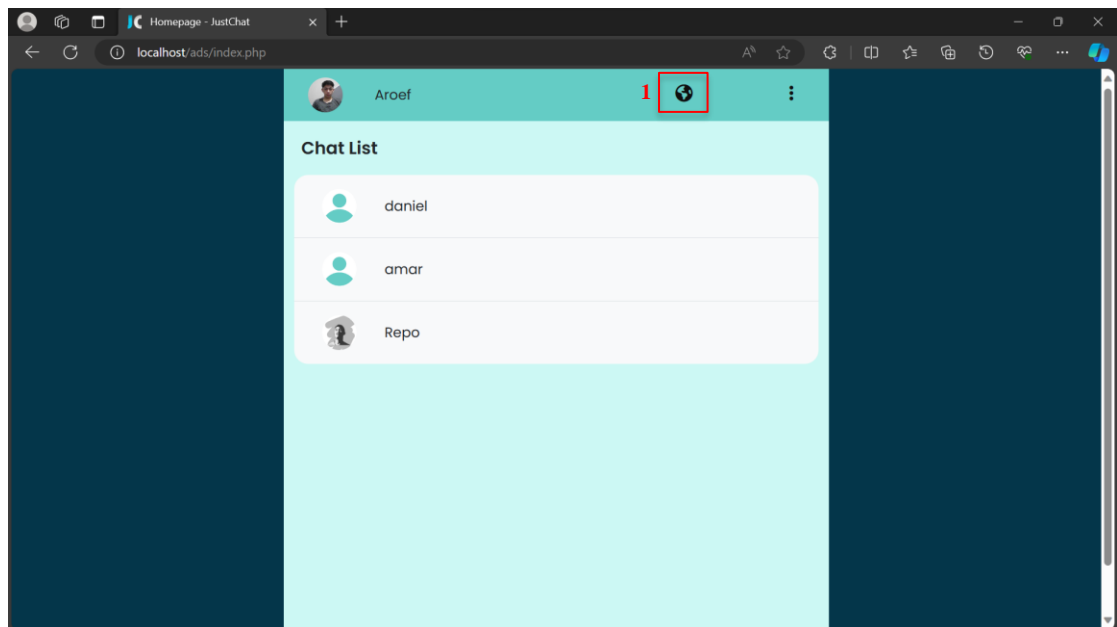 Homepage - JustChat
localhost/ads/index.php
Aroef
1
Chat List
daniel
amar
Repo